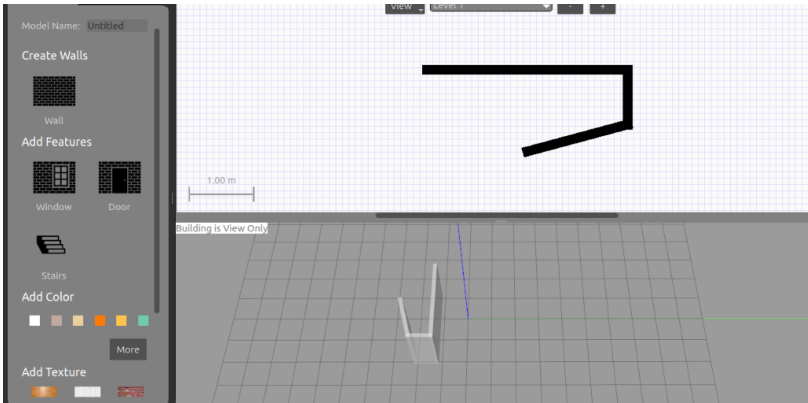 Model Name: Untitled
Create Walls
Wall
Add Features
Window Door
Stairs
Add Color
More
Add Texture
View Level 1 - +
1.00 m
Building is View Only